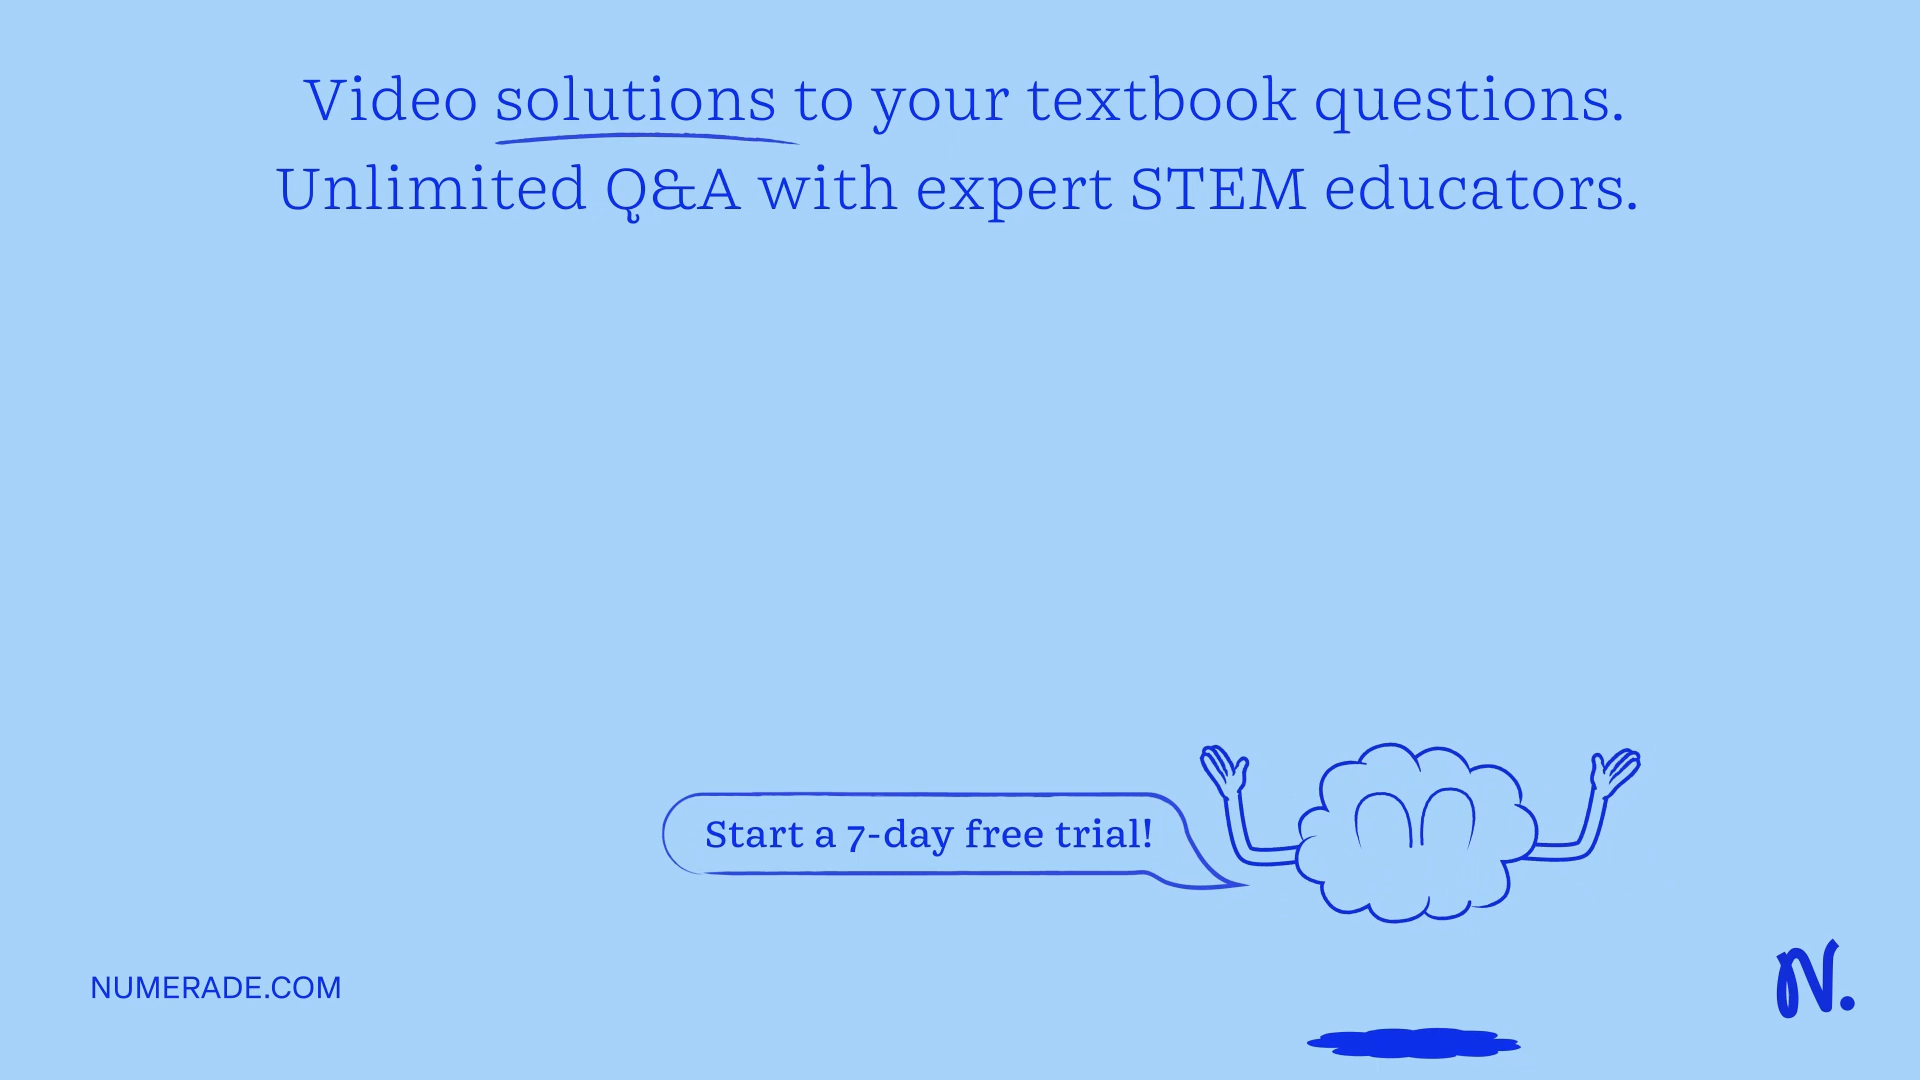 Video solutions to your textbook questions.
Unlimited Q&A with expert STEM educators.
Start a 7-day free trial!
NUMERADE.COM
N.